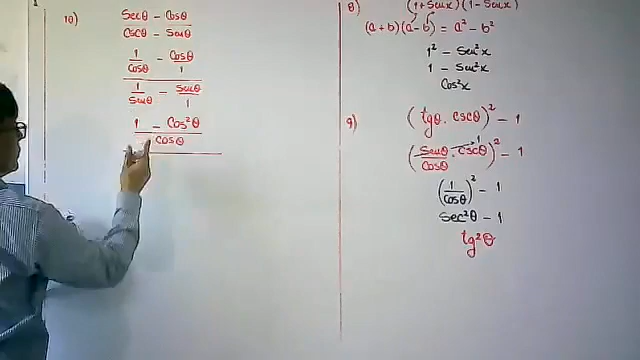 10) Secθ - Cosθ
Cscθ - Senθ
1/Cosθ - Cosθ/1
1/Senθ - Senθ/1
1 - Cos²θ
Cosθ
8) (1+Senx)(1-Senx)
(a+b)(a-b) = a² - b²
1² - Sen²x
1 - Sen²x
Cos²x
9) (tgθ · cscθ)² - 1
(Senθ/Cosθ · cscθ)² - 1
(1/Cosθ)² - 1
Sec²θ - 1
tg²θ